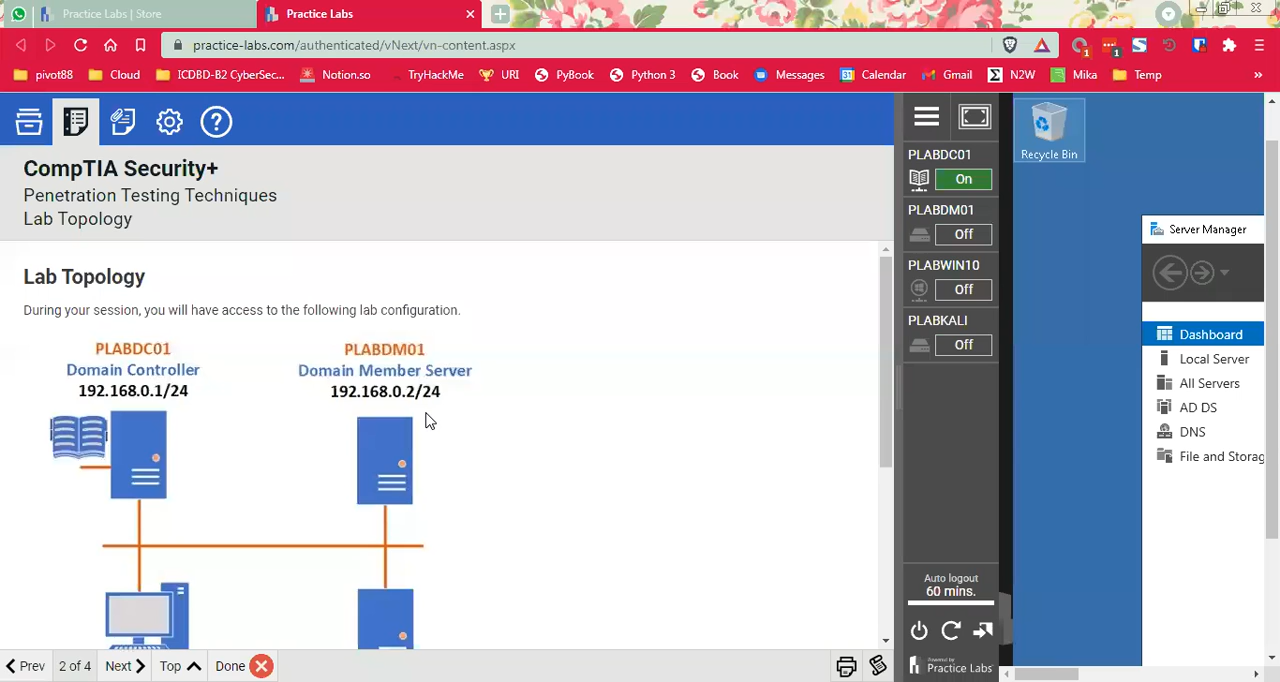 Practice Labs | Store
Practice Labs
practice-labs.com/authenticated/vNext/vn-content.aspx
1
1
pivot88
Cloud
ICDBD-B2 CyberSec...
Notion.so
TryHackMe
URI
PyBook
Python 3
Book
Messages
Calendar
Gmail
N2W
Mika
Temp
»
CompTIA Security+
Penetration Testing Techniques
Lab Topology
Lab Topology
During your session, you will have access to the following lab configuration.
PLABDC01
Domain Controller
192.168.0.1/24
PLABDM01
Domain Member Server
192.168.0.2/24
Prev
2 of 4
Next
Top
Done
PLABDC01
On
PLABDM01
Off
PLABWIN10
Off
PLABKALI
Off
Auto logout
60 mins.
Powered by
Practice Labs
Recycle Bin
Server Manager
Dashboard
Local Server
All Servers
AD DS
DNS
File and Storag